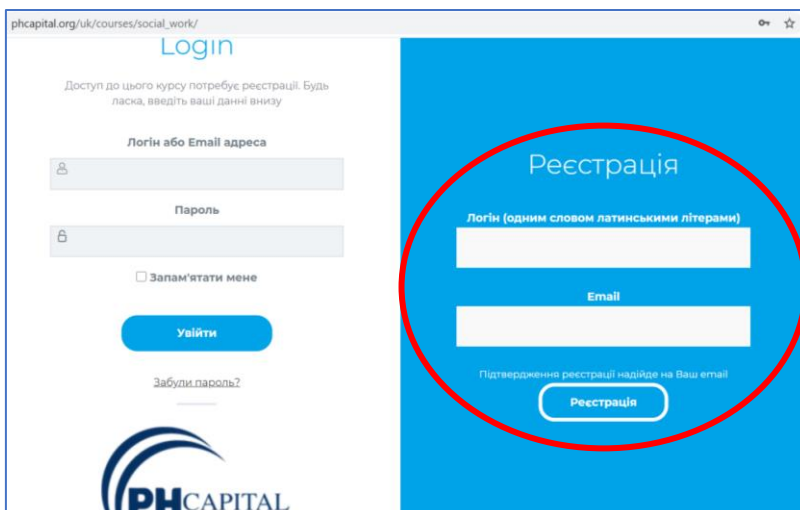 phcapital.org/uk/courses/social_work/
Login
Доступ до цього курсу потребує реєстрації. Будь
ласка, введіть ваші данні внизу
Логін або Email адреса
Пароль
Запам'ятати мене
Увійти
Забули пароль?
PHCAPITAL
Реєстрація
Логін (одним словом латинськими літерами)
Email
Підтвердження реєстрації надійде на Ваш email
Реєстрація